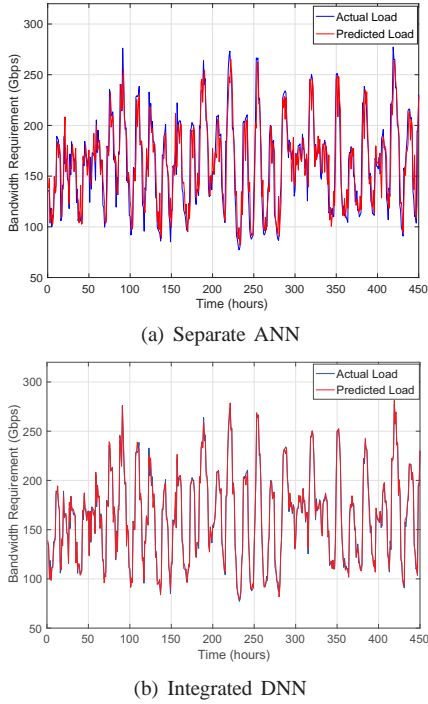 300
250
200
150
100
50
Bandwidth Requirement (Gbps)
Actual Load
Predicted Load
0 50 100 150 200 250 300 350 400 450
Time (hours)
(a) Separate ANN
300
250
200
150
100
50
Bandwidth Requirement (Gbps)
Actual Load
Predicted Load
0 50 100 150 200 250 300 350 400 450
Time (hours)
(b) Integrated DNN